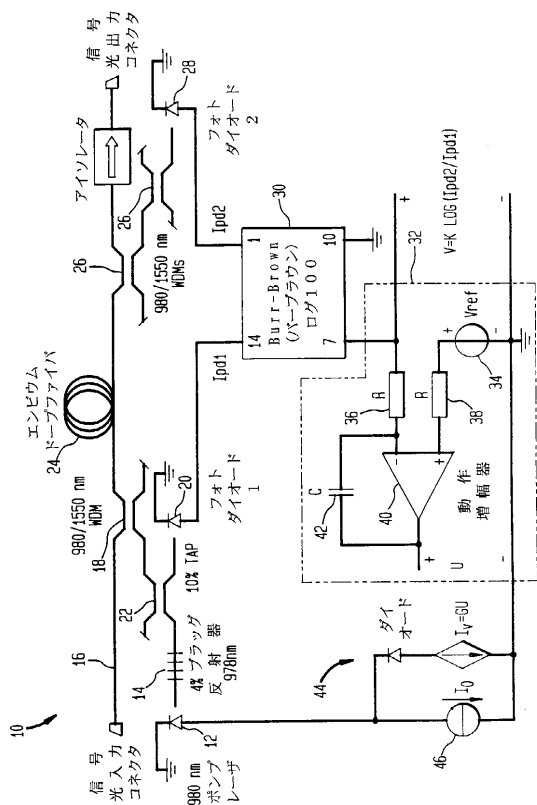 10
信号
光入力
コネクタ
16
980/1550 nm
WDM
18
エンビウム
ドープファイバ
24
26
980/1550 nm
WDMs
アイソレータ
信号
光出力
コネクタ
26
28
フォト
ダイオード
2
22
14
4% ブラッグ
反射器
978nm
10% TAP
20
フォト
ダイオード
1
12
980 nm
ポンプ
レーザ
Ipd1
Ipd2
30
14
1
Burr-Brown
(バーブラウン)
ログ100
7
10
32
V=K LOG(Ipd2/Ipd1)
+
-
C
42
36
R
R
38
+
Vref
-
34
-
+
40
動作
増幅器
+
U
-
44
ダイ
オード
Iv=GU
I0
46